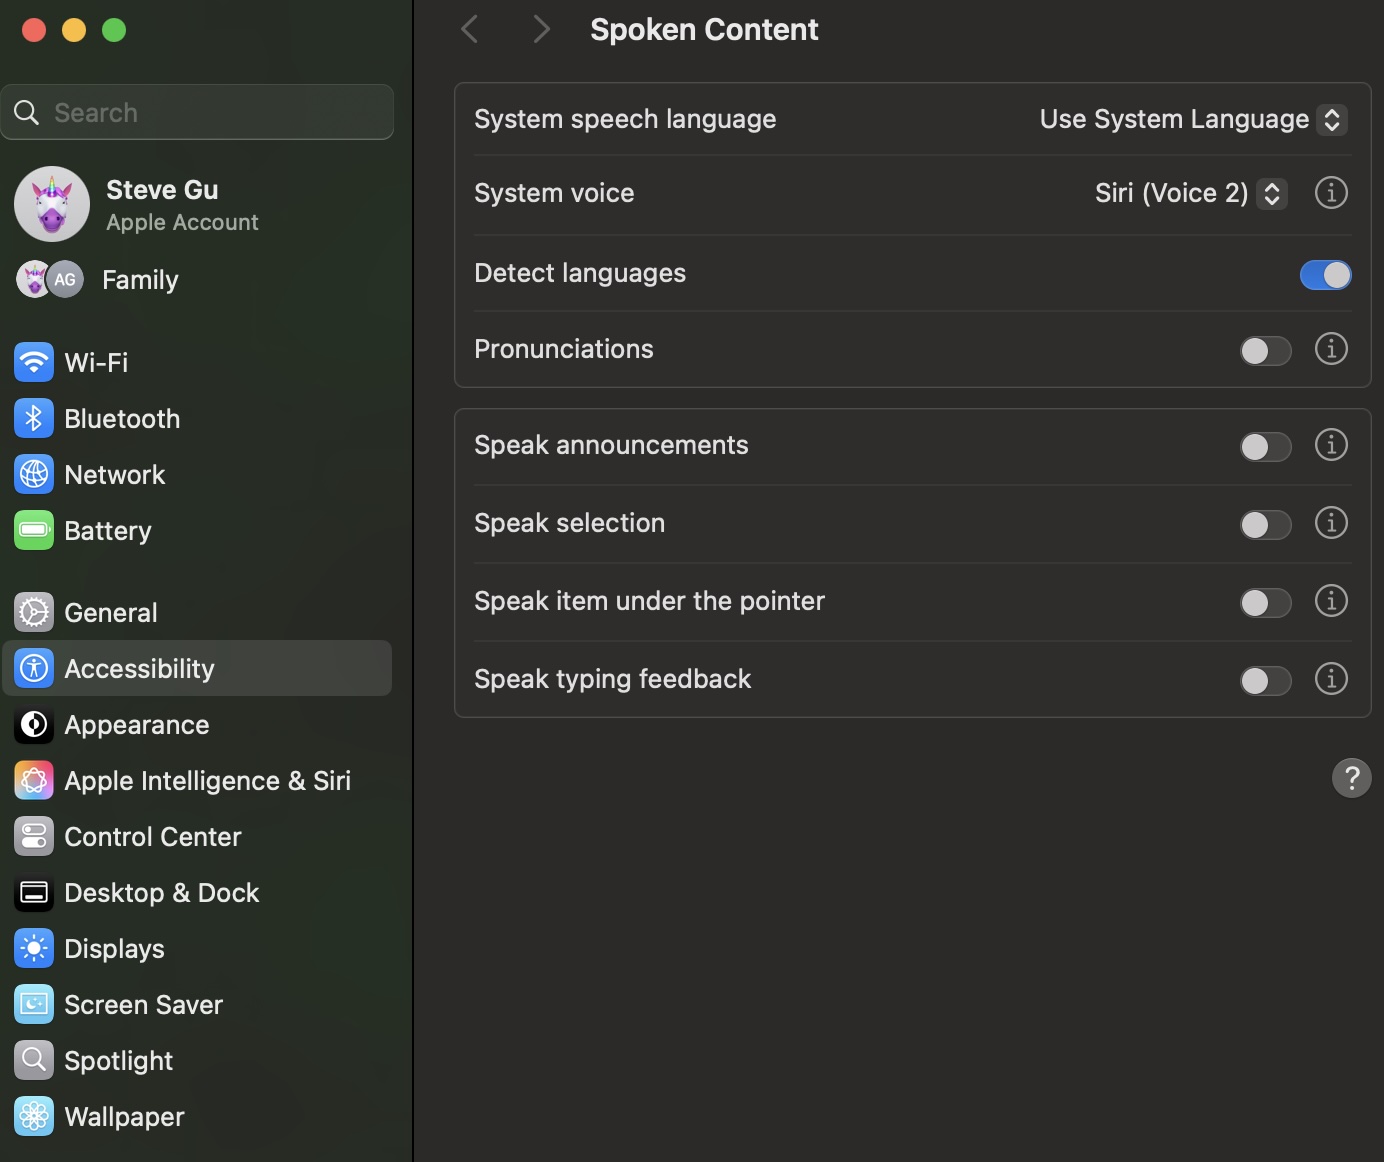 Spoken Content
Search
Steve Gu
Apple Account
AG
Family
Wi-Fi
Bluetooth
Network
Battery
General
Accessibility
Appearance
Apple Intelligence & Siri
Control Center
Desktop & Dock
Displays
Screen Saver
Spotlight
Wallpaper
System speech language
Use System Language
System voice
Siri (Voice 2)
Detect languages
Pronunciations
Speak announcements
Speak selection
Speak item under the pointer
Speak typing feedback
?